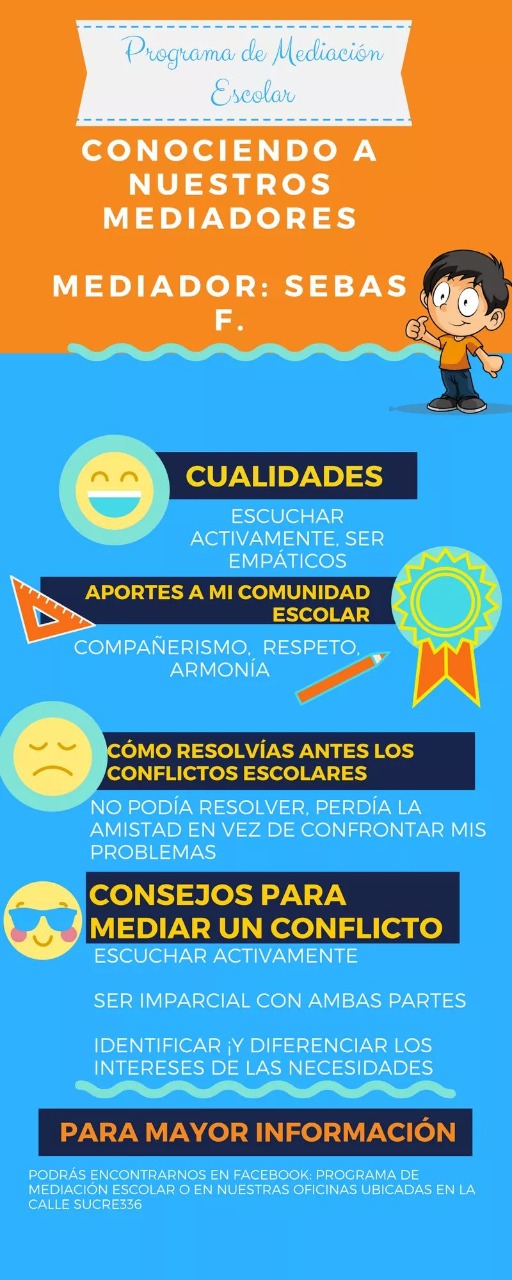 Programa de Mediación
Escolar
CONOCIENDO A
NUESTROS
MEDIADORES
MEDIADOR: SEBAS
F.
CUALIDADES
ESCUCHAR
ACTIVAMENTE, SER
EMPÁTICOS
APORTES A MI COMUNIDAD
ESCOLAR
COMPAÑERISMO, RESPETO,
ARMONÍA
CÓMO RESOLVÍAS ANTES LOS
CONFLICTOS ESCOLARES
NO PODÍA RESOLVER, PERDÍA LA
AMISTAD EN VEZ DE CONFRONTAR MIS
PROBLEMAS
CONSEJOS PARA
MEDIAR UN CONFLICTO
ESCUCHAR ACTIVAMENTE
SER IMPARCIAL CON AMBAS PARTES
IDENTIFICAR ¡Y DIFERENCIAR LOS
INTERESES DE LAS NECESIDADES
PARA MAYOR INFORMACIÓN
PODRÁS ENCONTRARNOS EN FACEBOOK: PROGRAMA DE
MEDIACIÓN ESCOLAR O EN NUESTRAS OFICINAS UBICADAS EN LA
CALLE SUCRE336